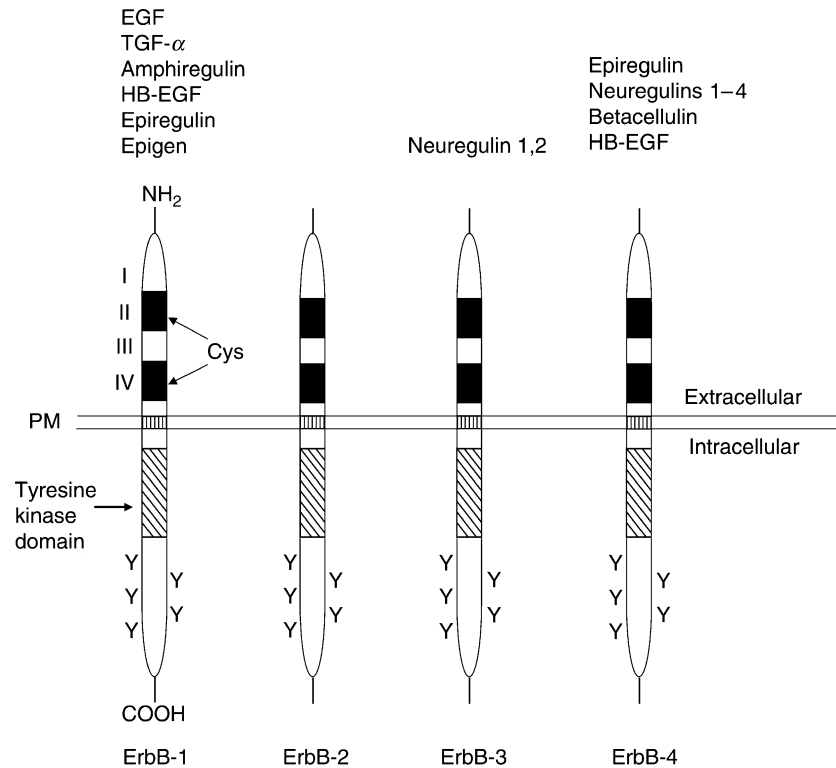 EGF
TGF-α
Amphiregulin
HB-EGF
Epiregulin
Epigen
Neuregulin 1,2
Epiregulin
Neuregulins 1–4
Betacellulin
HB-EGF
NH2
I
II
III
IV
Cys
PM
Extracellular
Intracellular
Tyresine
kinase
domain
Y Y Y Y Y
Y Y Y Y Y
Y Y Y Y Y
Y Y Y Y Y
COOH
ErbB-1 ErbB-2 ErbB-3 ErbB-4